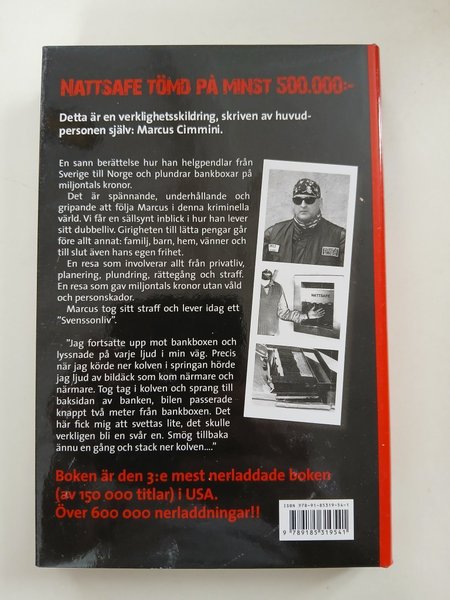 NATTSAFE TÖMD PÅ MINST 500.000:-
Detta är en verklighetsskildring, skriven av huvud-
personen själv: Marcus Cimmini.
En sann berättelse hur han helgpendlar från
Sverige till Norge och plundrar bankboxar på
miljontals kronor.
Det är spännande, underhållande och
gripande att följa Marcus i denna kriminella
värld. Vi får en sällsynt inblick i hur han lever
sitt dubbelliv. Girigheten till lätta pengar går
före allt annat: familj, barn, hem, vänner och
till slut även hans egen frihet.
En resa som involverar allt från privatliv,
planering, plundring, rättegång och straff.
En resa som gav miljontals kronor utan våld
och personskador.
Marcus tog sitt straff och lever idag ett
"Svenssonliv".
"Jag fortsatte upp mot bankboxen och
lyssnade på varje ljud i min väg. Precis
när jag körde ner kolven i springan hörde
jag ljud av bildäck som kom närmare och
närmare. Tog tag i kolven och sprang till
baksidan av banken, bilen passerade
knappt två meter från bankboxen. Det
här fick mig att svettas lite, det skulle
verkligen bli en svår en. Smög tillbaka
ännu en gång och stack ner kolven...."
NATTSAFE
Boken är den 3:e mest nerladdade boken
(av 150 000 titlar) i USA.
Över 600 000 nerladdningar!!
ISBN 978-91-85319-54-1
9 789185 319541